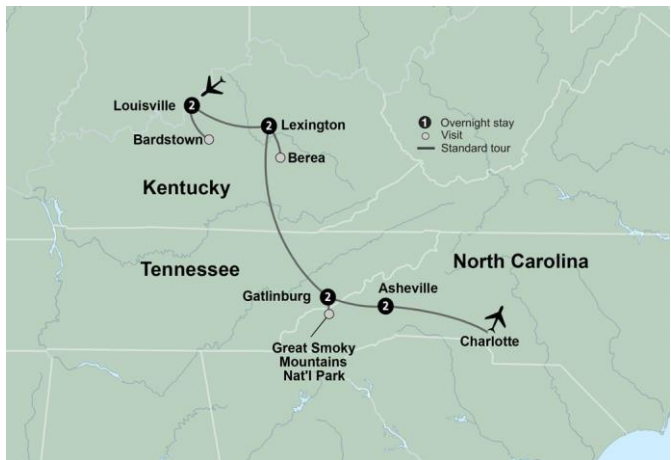 Louisville
2
2
Lexington
Bardstown
Berea
1 Overnight stay
Visit
Standard tour
Kentucky
Tennessee
North Carolina
Gatlinburg
2
Asheville
2
Charlotte
Great Smoky
Mountains
Nat'l Park